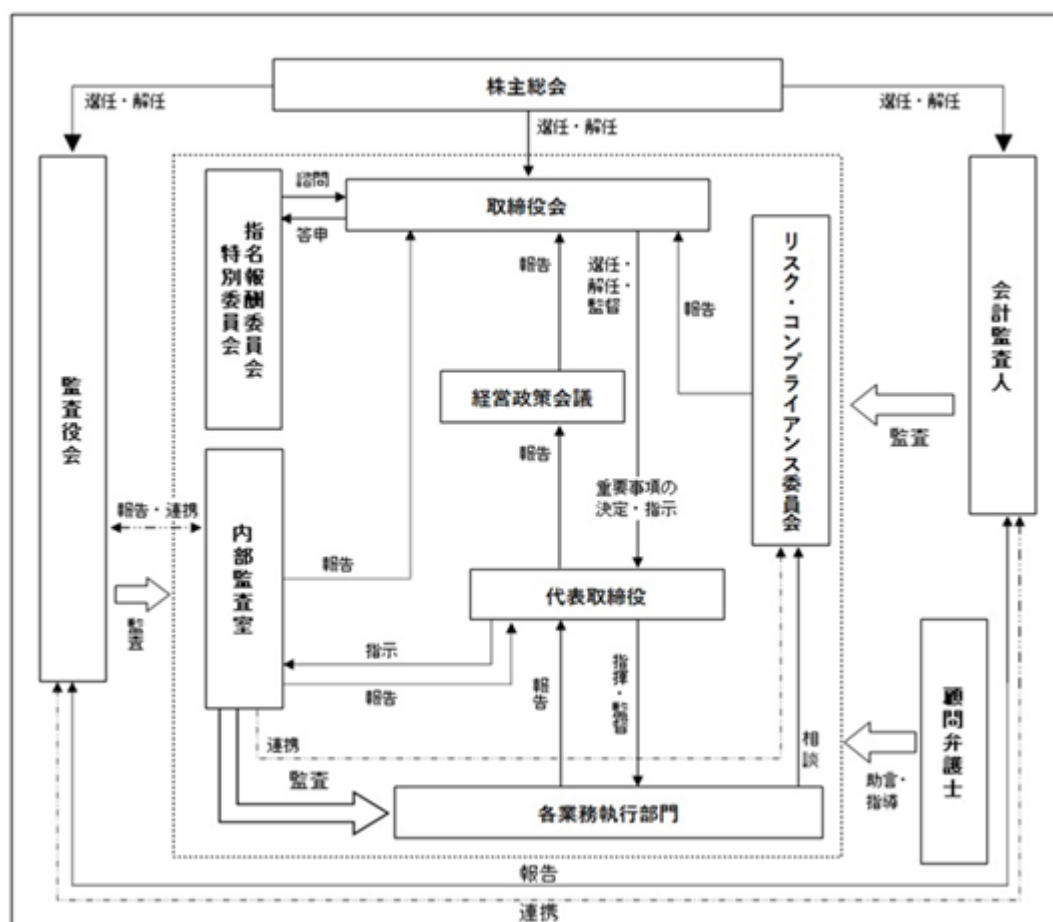 株主総会
選任・解任
選任・解任
選任・解任
諮問
取締役会
答申
指名報酬委員会
特別委員会
報告
選任・
解任・
監督
報告
リスク・コンプライアンス委員会
会計監査人
監査役会
経営政策会議
監査
報告
重要事項の
決定・指示
報告・連携
内部監査室
報告
代表取締役
監査
指示
報告
報告
指揮・監督
顧問弁護士
連携
相談
監査
助言・
指導
各業務執行部門
報告
連携